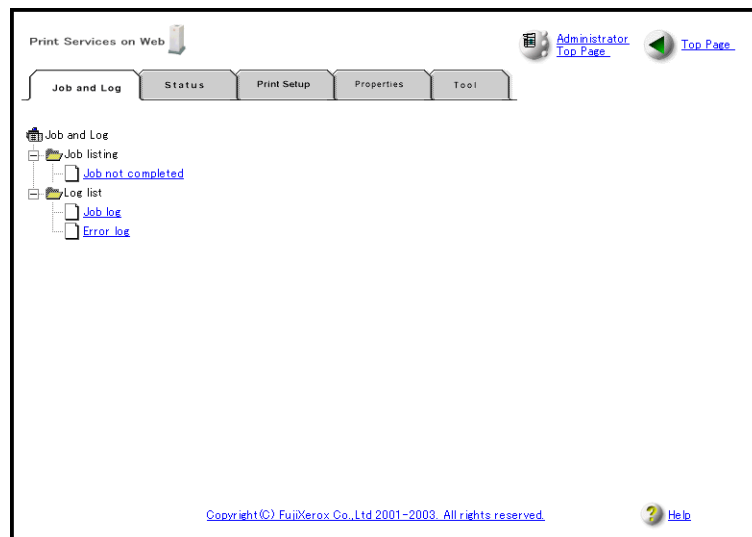 Print Services on Web
Administrator
Top Page
Top Page
Job and Log
Status
Print Setup
Properties
Tool
Job and Log
Job listing
Job not completed
Log list
Job log
Error log
Copyright(C) FujiXerox Co.,Ltd 2001-2003. All rights reserved.
Help